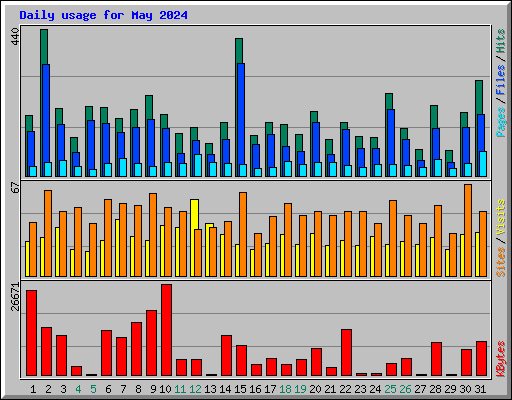 Daily usage for May 2024
440
Pages / Files / Hits
67
Sites / Visits
26671
KBytes
1 2 3 4 5 6 7 8 9 10 11 12 13 14 15 16 17 18 19 20 21 22 23 24 25 26 27 28 29 30 31